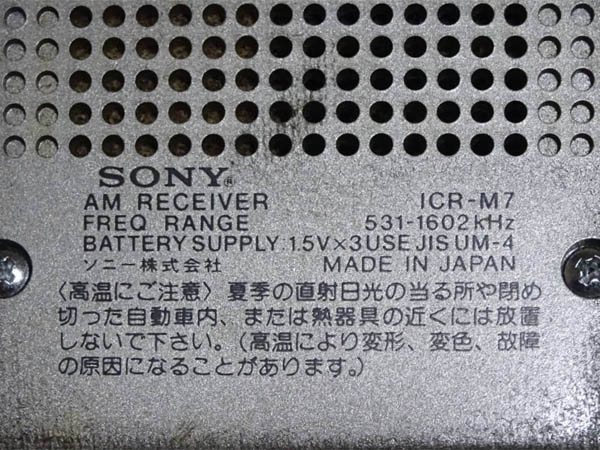 SONY®
AM RECEIVER ICR-M7
FREQ RANGE 531-1602kHz
BATTERY SUPPLY 1.5V×3 USE JIS UM-4
ソニー株式会社 MADE IN JAPAN
〈高温にご注意〉夏季の直射日光の当る所や閉め
切った自動車内、または熱器具の近くには放置
しないで下さい。(高温により変形、変色、故障
の原因になることがあります。)